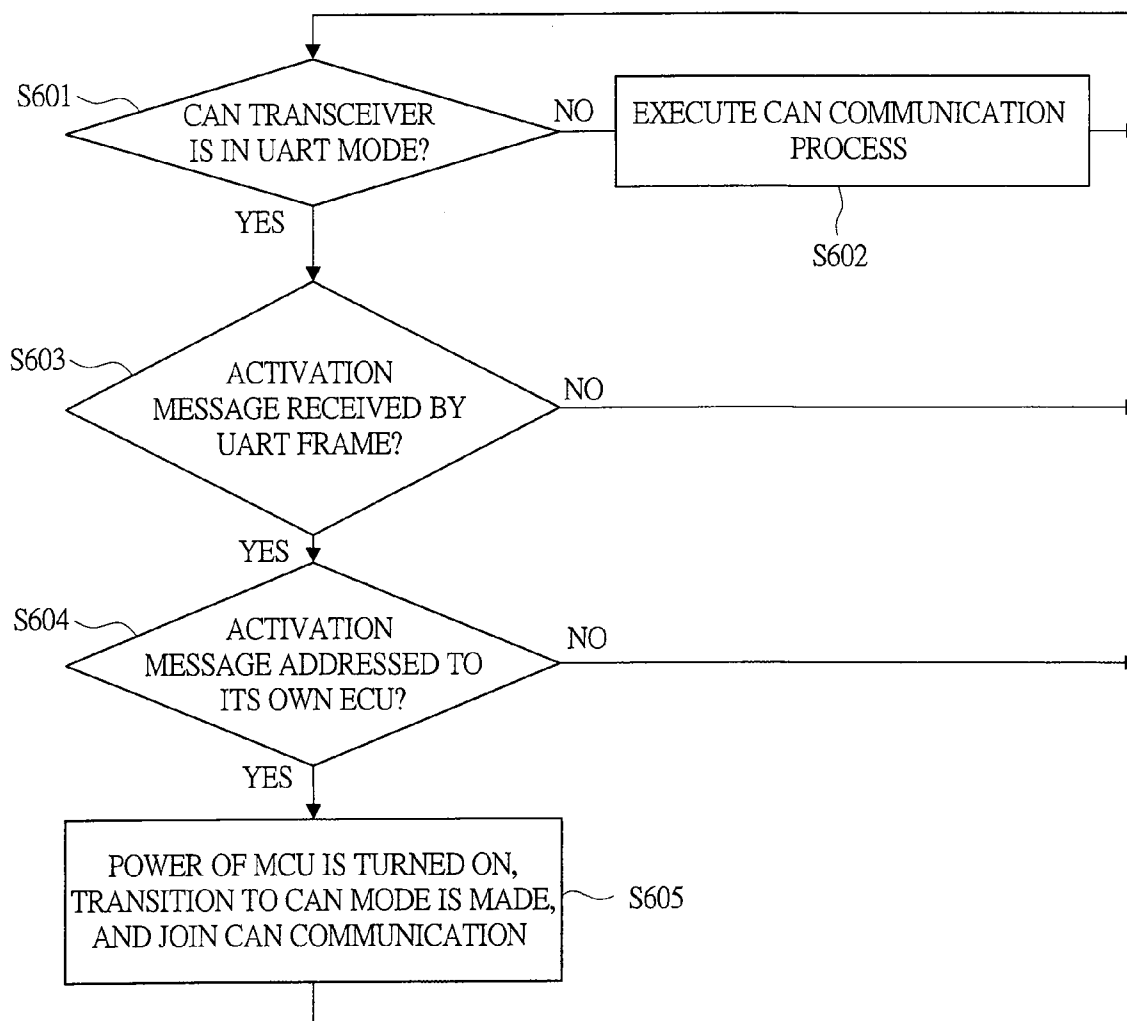 S601
CAN TRANSCEIVER
IS IN UART MODE?
NO
EXECUTE CAN COMMUNICATION
PROCESS
YES
S602
S603
ACTIVATION
MESSAGE RECEIVED BY
UART FRAME?
NO
YES
S604
ACTIVATION
MESSAGE ADDRESSED TO
ITS OWN ECU?
NO
YES
POWER OF MCU IS TURNED ON,
TRANSITION TO CAN MODE IS MADE,
AND JOIN CAN COMMUNICATION
S605